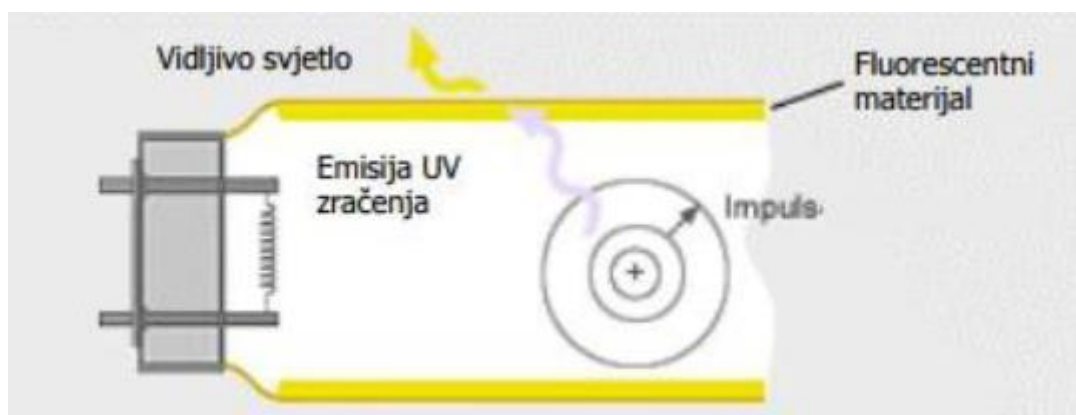 Vidljivo svjetlo
Fluorescentni
materijal
Emisija UV
zračenja
Impuls
+